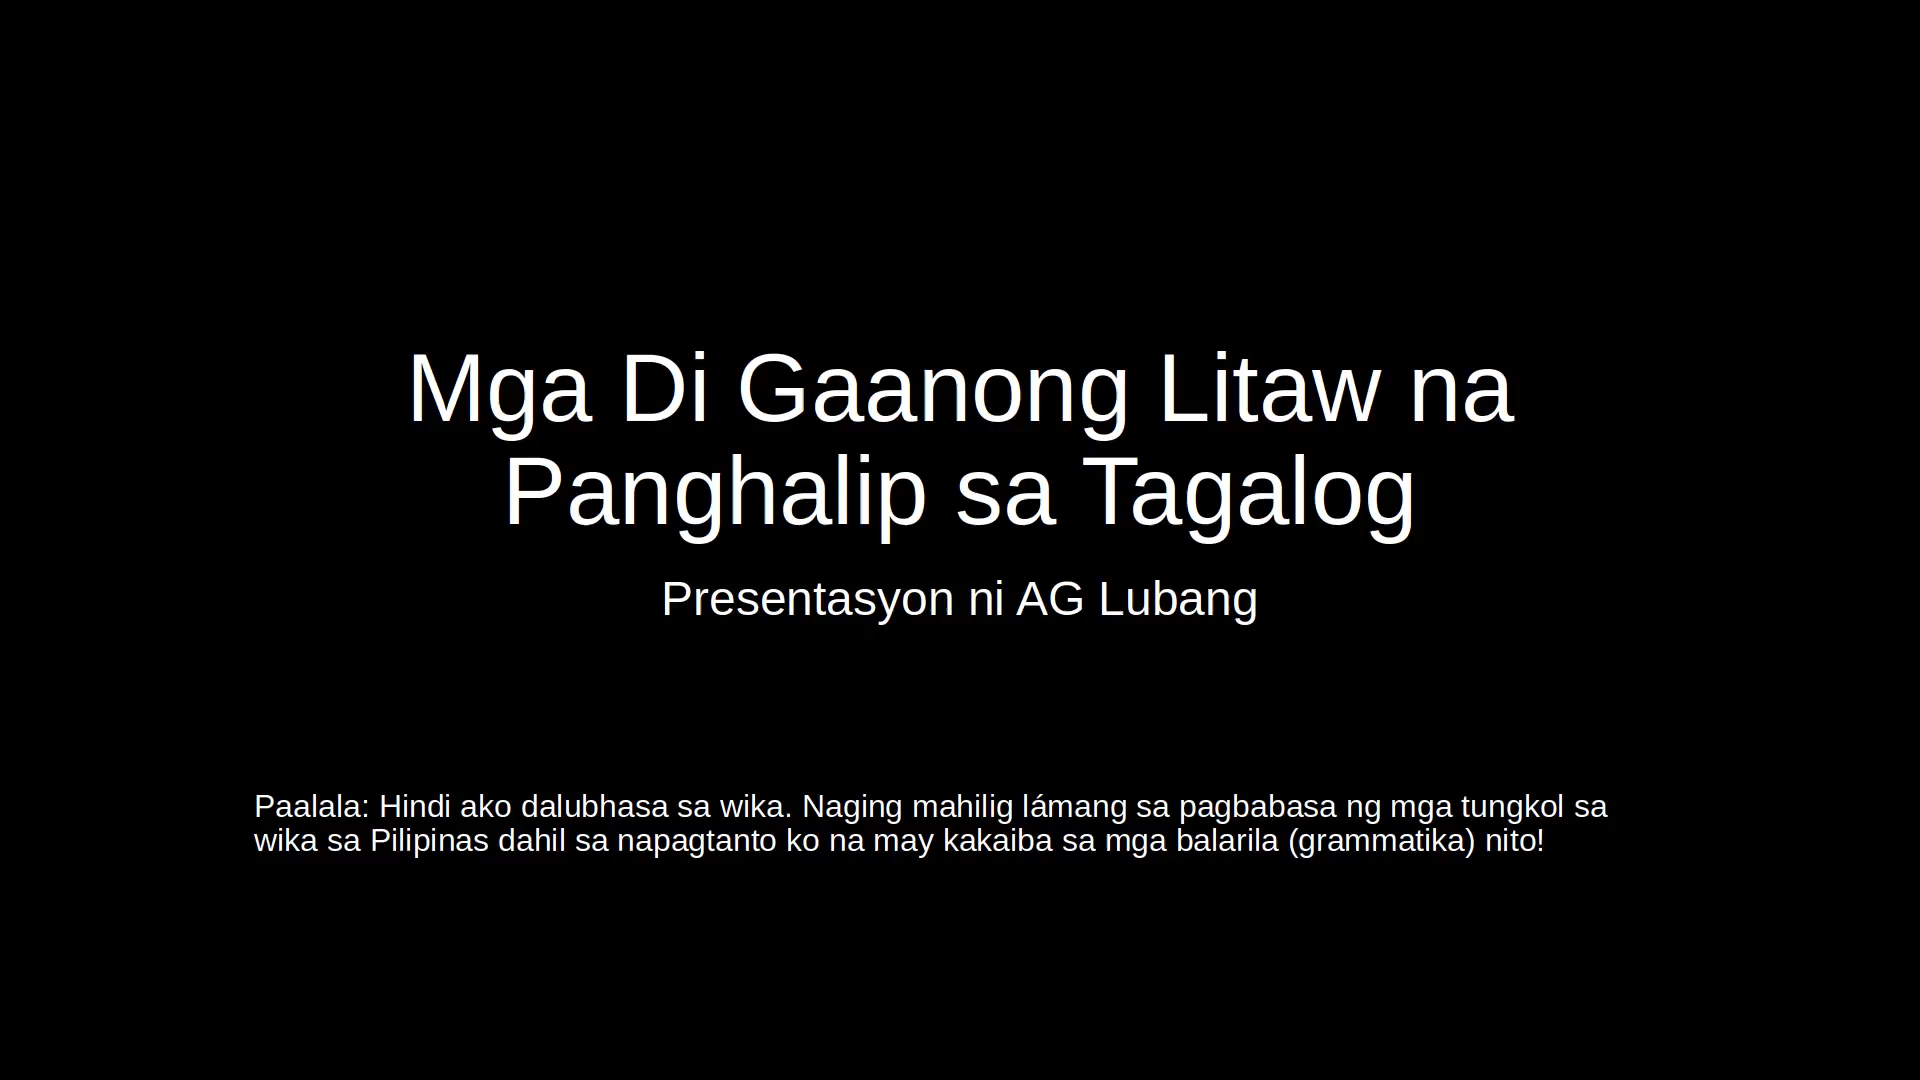 Mga Di Gaanong Litaw na
Panghalip sa Tagalog
Presentasyon ni AG Lubang
Paalala: Hindi ako dalubhasa sa wika. Naging mahilig lámang sa pagbabasa ng mga tungkol sa
wika sa Pilipinas dahil sa napagtanto ko na may kakaiba sa mga balarila (grammatika) nito!